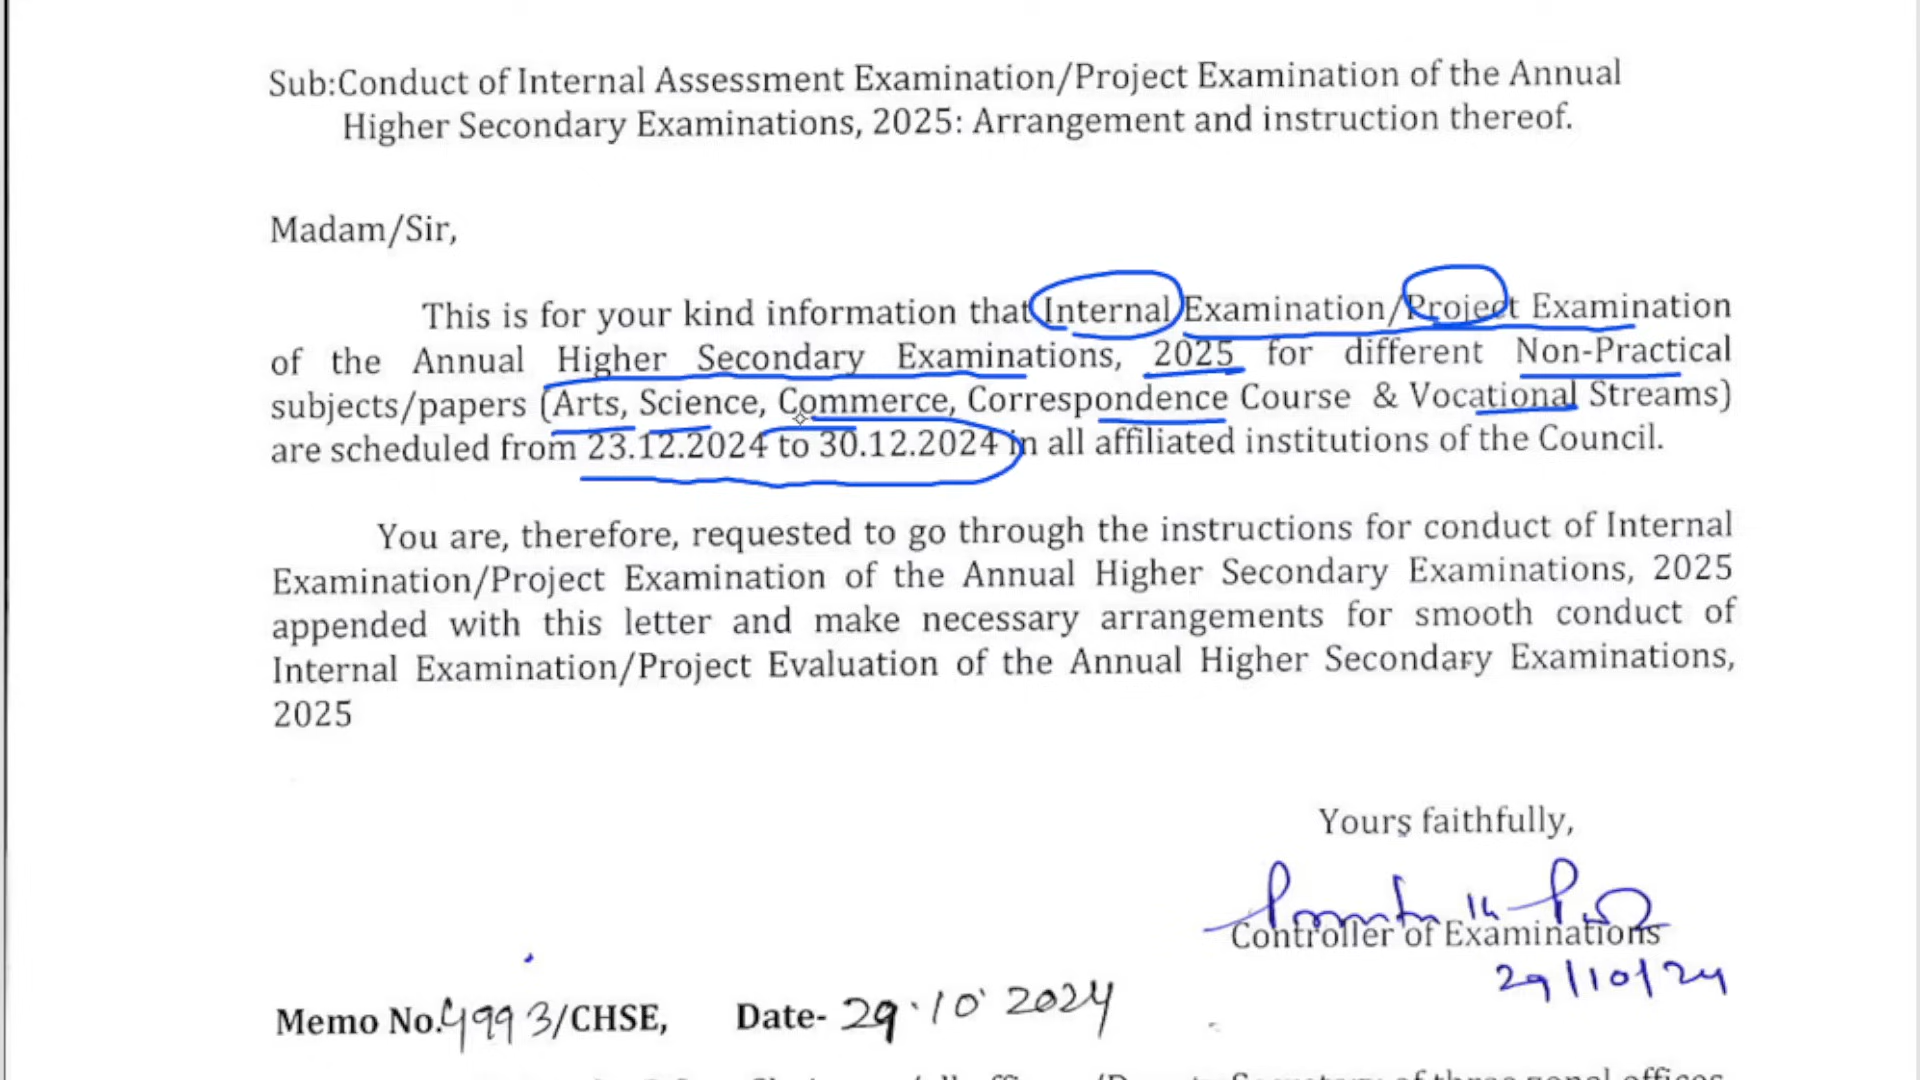 Sub:Conduct of Internal Assessment Examination/Project Examination of the Annual
Higher Secondary Examinations, 2025: Arrangement and instruction thereof.
Madam/Sir,
This is for your kind information that Internal Examination/Project Examination
of the Annual Higher Secondary Examinations, 2025 for different Non-Practical
subjects/papers (Arts, Science, Commerce, Correspondence Course & Vocational Streams)
are scheduled from 23.12.2024 to 30.12.2024 in all affiliated institutions of the Council.
You are, therefore, requested to go through the instructions for conduct of Internal
Examination/Project Examination of the Annual Higher Secondary Examinations, 2025
appended with this letter and make necessary arrangements for smooth conduct of
Internal Examination/Project Evaluation of the Annual Higher Secondary Examinations,
2025
Yours faithfully,
Controller of Examinations
29/10/24
Memo No.4993/CHSE, Date- 29.10.2024